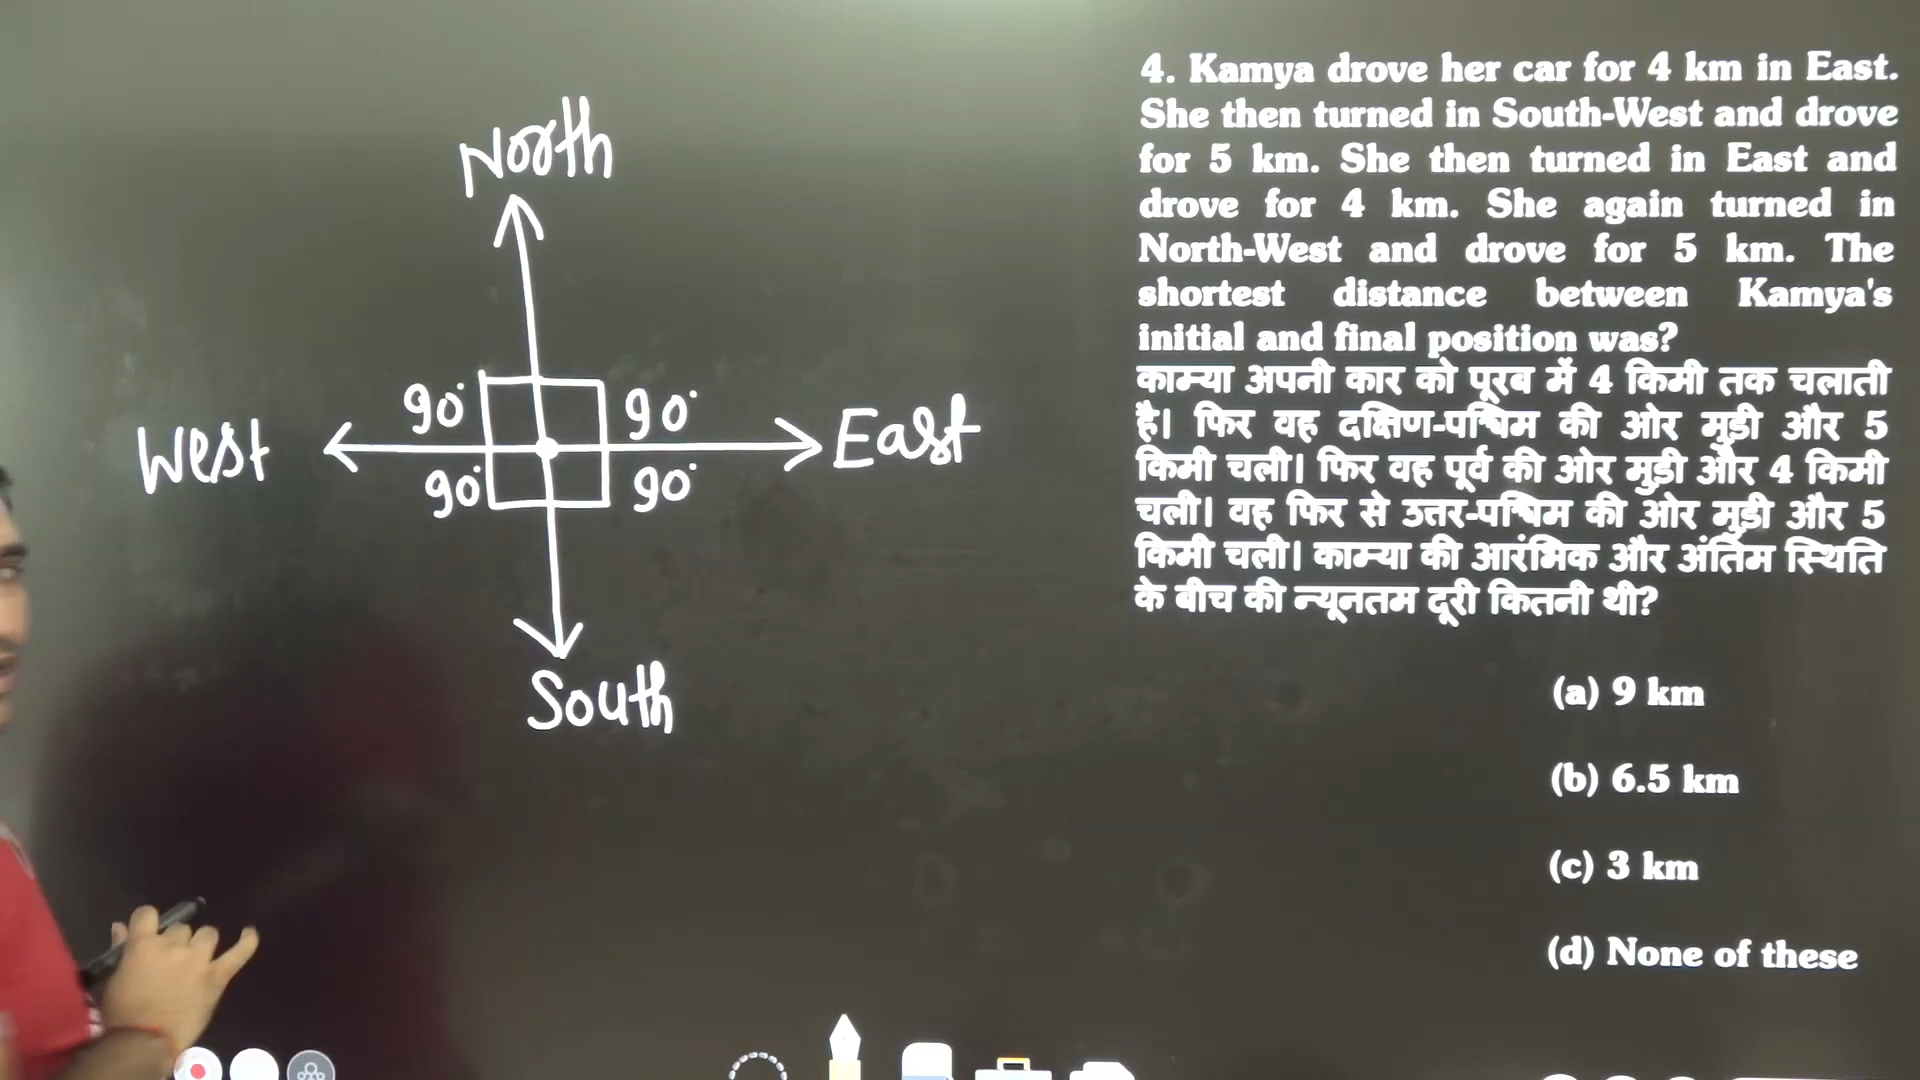 North
West
East
South
90°
90°
90°
90°
4. Kamya drove her car for 4 km in East.
She then turned in South-West and drove
for 5 km. She then turned in East and
drove for 4 km. She again turned in
North-West and drove for 5 km. The
shortest distance between Kamya's
initial and final position was?
काम्या अपनी कार को पूरब में 4 किमी तक चलाती
है। फिर वह दक्षिण-पश्चिम की ओर मुड़ी और 5
किमी चली। फिर वह पूर्व की ओर मुड़ी और 4 किमी
चली। वह फिर से उत्तर-पश्चिम की ओर मुड़ी और 5
किमी चली। काम्या की आरंभिक और अंतिम स्थिति
के बीच की न्यूनतम दूरी कितनी थी?
(a) 9 km
(b) 6.5 km
(c) 3 km
(d) None of these